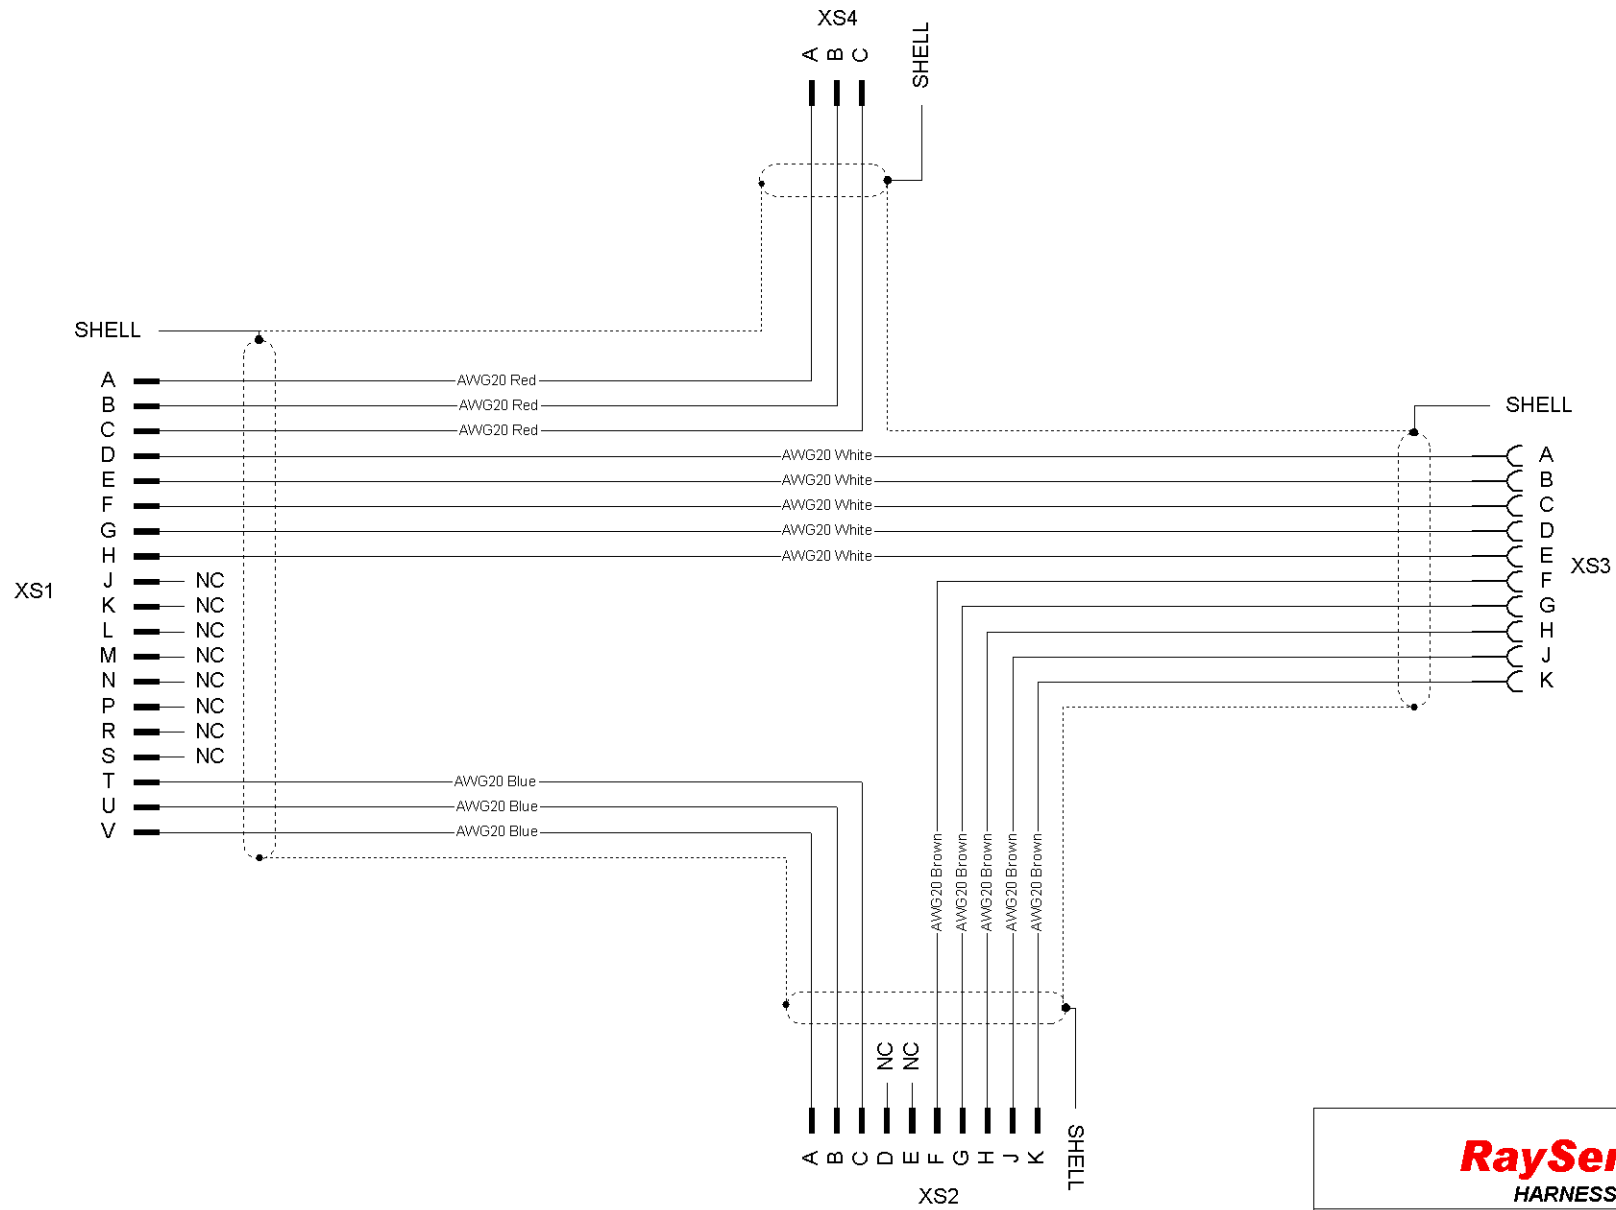 XS4
A B C
SHELL
SHELL
A AWG20 Red
B AWG20 Red
C AWG20 Red
SHELL
D AWG20 White A
E AWG20 White B
F AWG20 White C
G AWG20 White D
H AWG20 White E
XS1
XS3
J NC F
K NC G
L NC H
M NC J
N NC K
P NC
R NC
S NC
T AWG20 Blue
U AWG20 Blue
V AWG20 Blue
AWG20 Brown
AWG20 Brown
AWG20 Brown
AWG20 Brown
AWG20 Brown
NC NC
A B C D E F G H J K
SHELL
XS2
RaySer
HARNESS